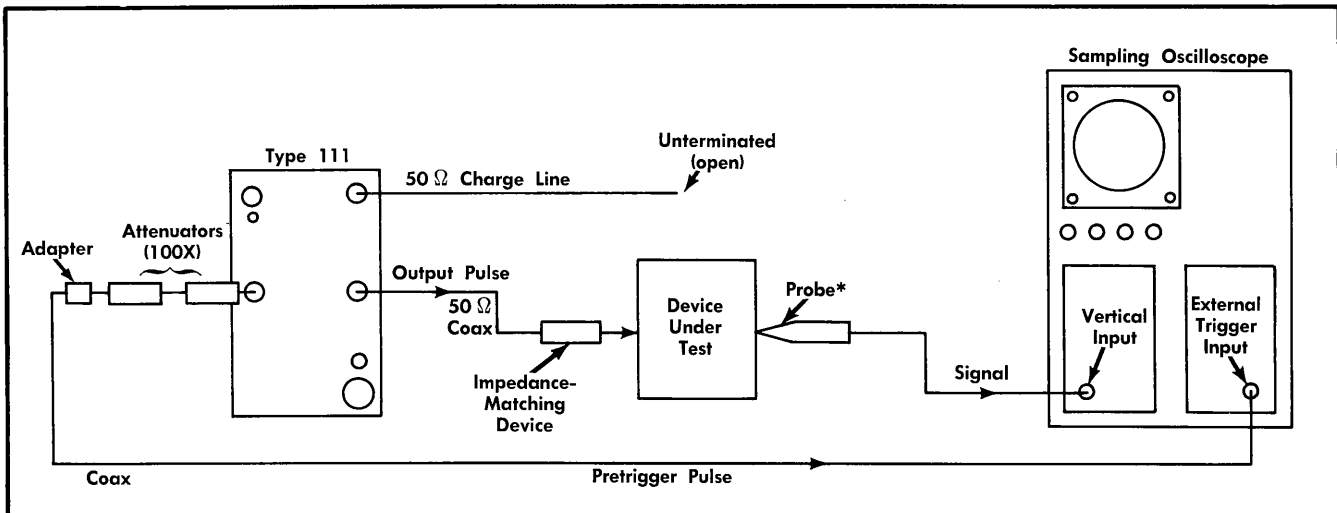 Sampling Oscilloscope
Type 111
Unterminated
(open)
50 Ω Charge Line
Adapter
Attenuators
(100X)
Output Pulse
50 Ω
Coax
Impedance-
Matching
Device
Device
Under
Test
Probe*
Signal
Vertical
Input
External
Trigger
Input
Coax
Pretrigger Pulse